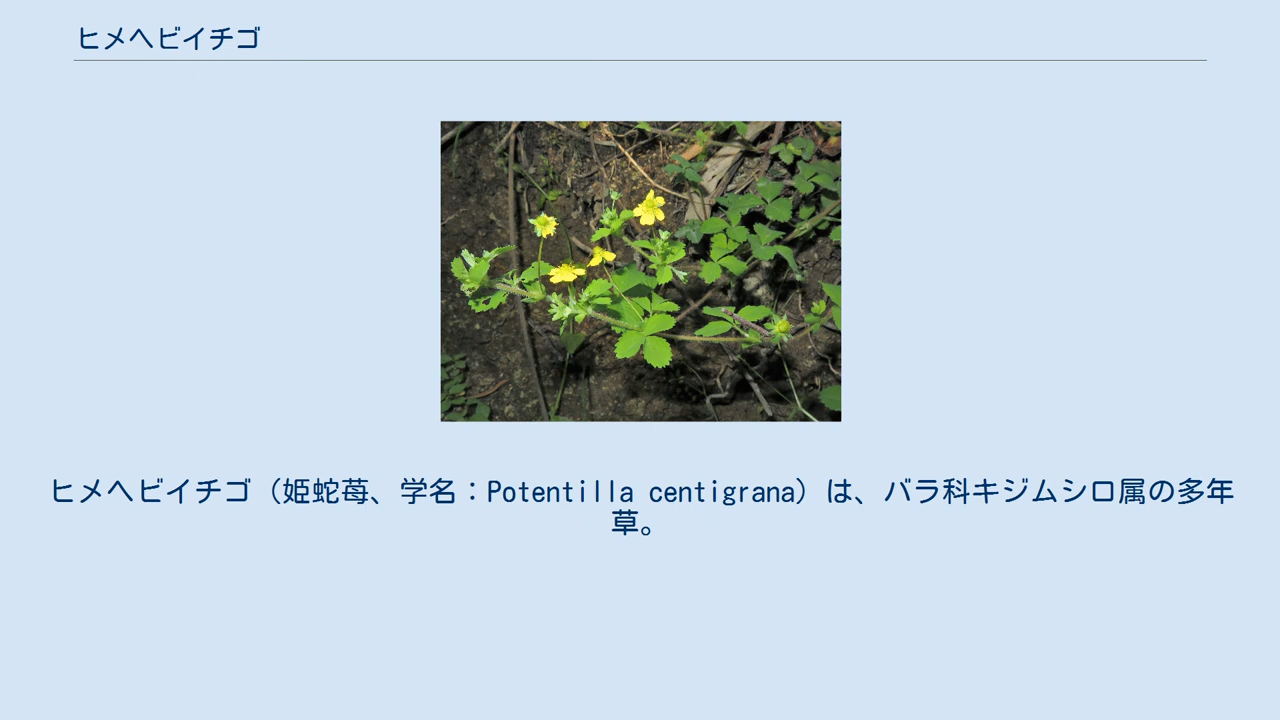 ヒメヘビイチゴ
ヒメヘビイチゴ（姫蛇苺、学名：Potentilla centigrana）は、バラ科キジムシロ属の多年
草。